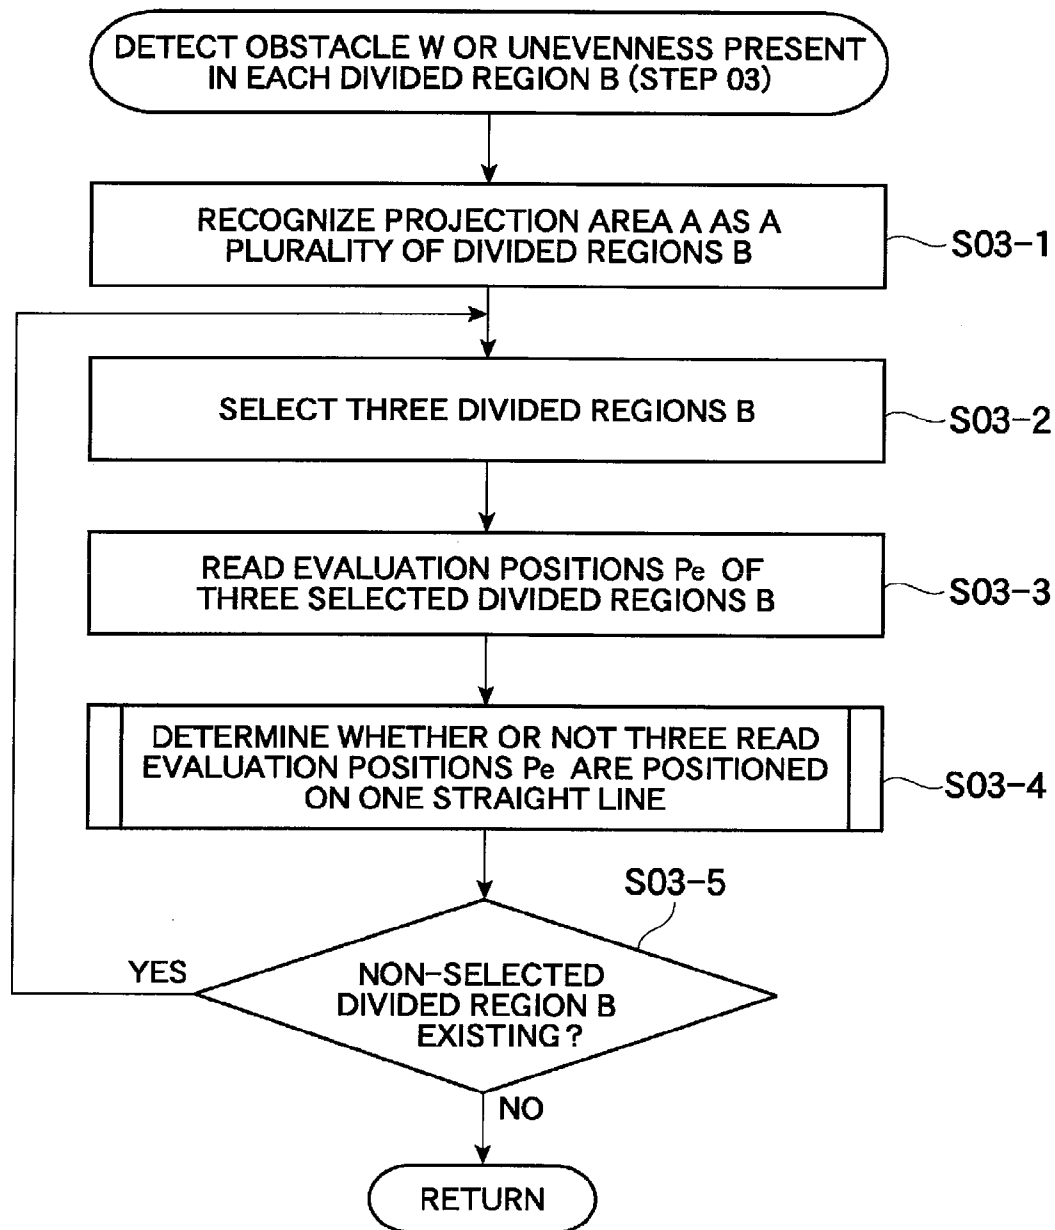 DETECT OBSTACLE W OR UNEVENNESS PRESENT
IN EACH DIVIDED REGION B (STEP 03)
RECOGNIZE PROJECTION AREA A AS A
PLURALITY OF DIVIDED REGIONS B
S03-1
SELECT THREE DIVIDED REGIONS B
S03-2
READ EVALUATION POSITIONS Pe OF
THREE SELECTED DIVIDED REGIONS B
S03-3
DETERMINE WHETHER OR NOT THREE READ
EVALUATION POSITIONS Pe ARE POSITIONED
ON ONE STRAIGHT LINE
S03-4
S03-5
YES
NON-SELECTED
DIVIDED REGION B
EXISTING?
NO
RETURN